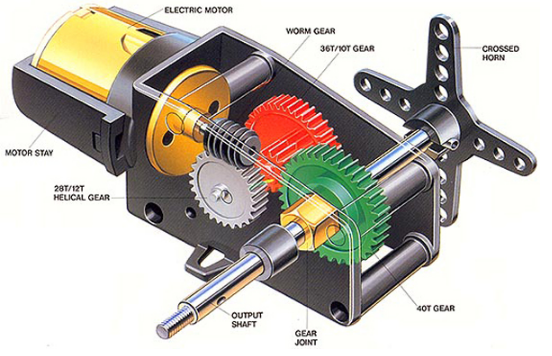 ELECTRIC MOTOR
WORM GEAR
36T/10T GEAR
CROSSED
HORN
MOTOR STAY
28T/12T
HELICAL GEAR
40T GEAR
OUTPUT
SHAFT
GEAR
JOINT